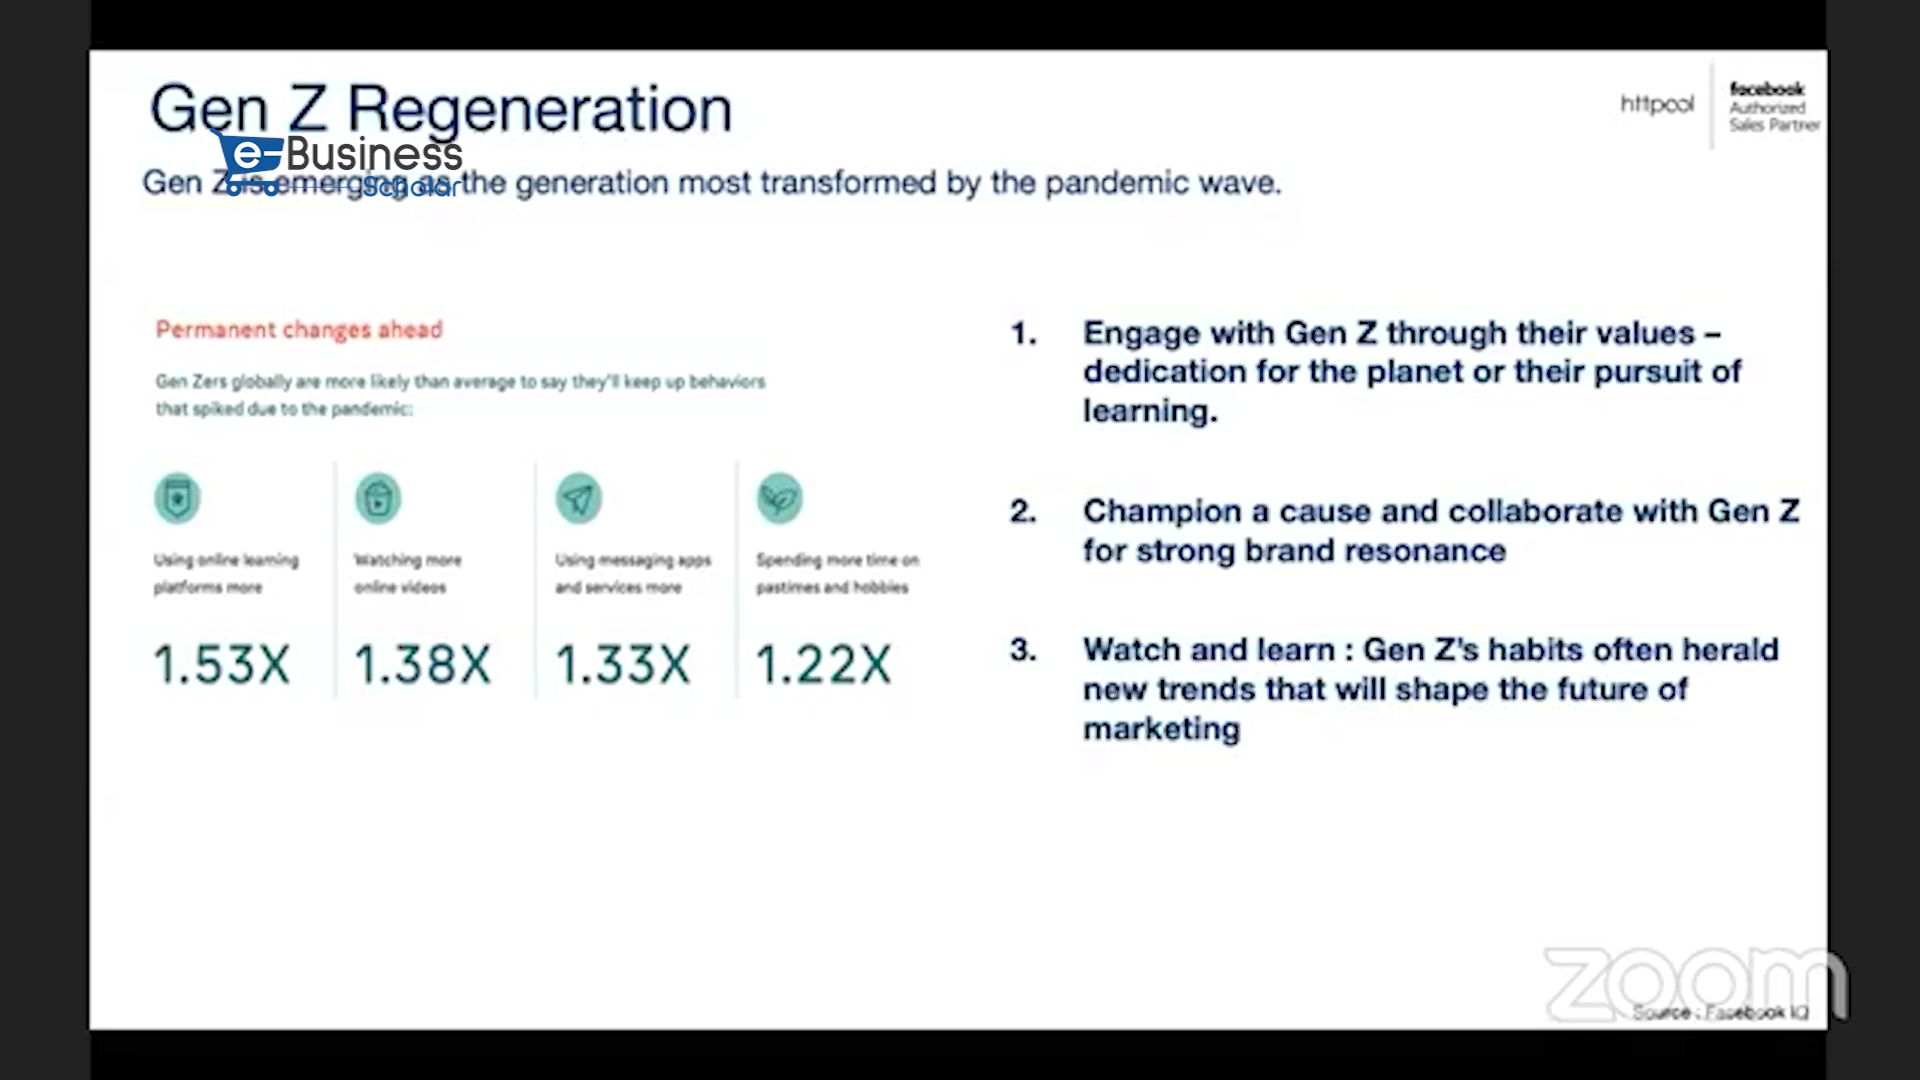 Gen Z Regeneration
e-Business
Scholar
Gen Z is emerging as the generation most transformed by the pandemic wave.
httpool
facebook
Authorized
Sales Partner
Permanent changes ahead
Gen Zers globally are more likely than average to say they'll keep up behaviors
that spiked due to the pandemic:
Using online learning
platforms more
1.53X
Watching more
online videos
1.38X
Using messaging apps
and services more
1.33X
Spending more time on
pastimes and hobbies
1.22X
1. Engage with Gen Z through their values –
dedication for the planet or their pursuit of
learning.
2. Champion a cause and collaborate with Gen Z
for strong brand resonance
3. Watch and learn : Gen Z's habits often herald
new trends that will shape the future of
marketing
zoom
Source : Facebook IQ